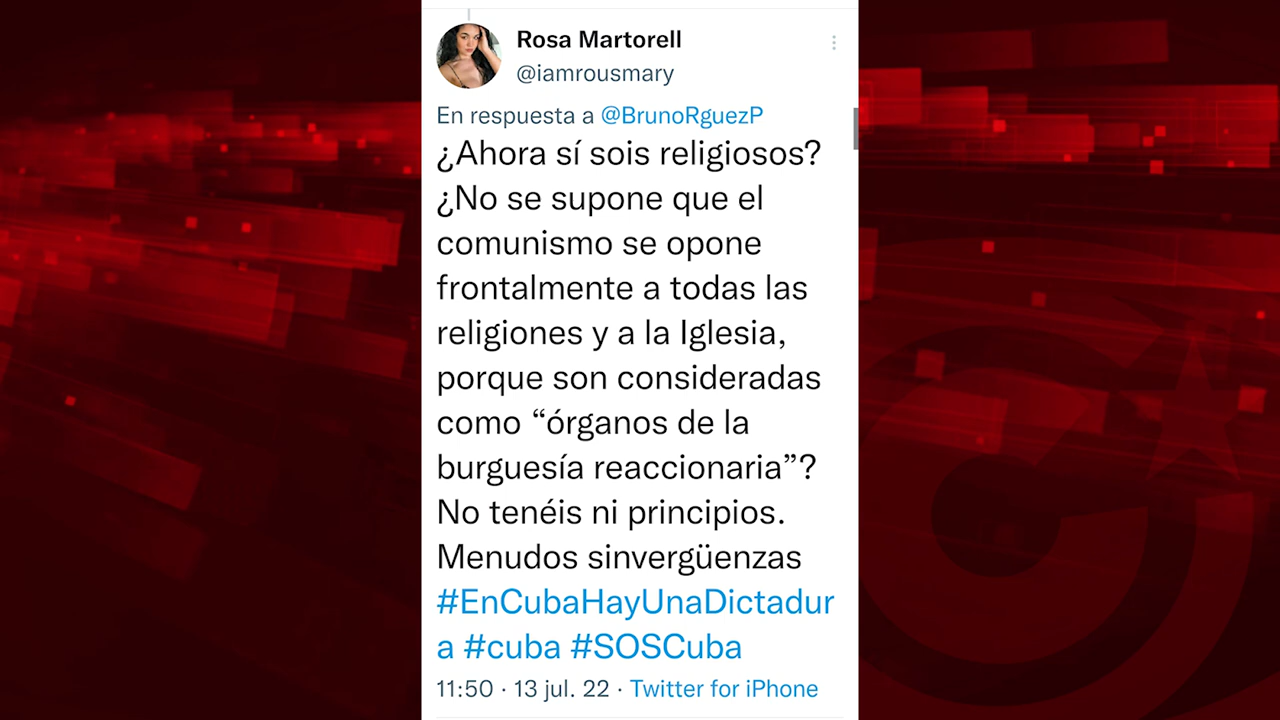 Rosa Martorell
@iamrousmary
En respuesta a @BrunoRguezP
¿Ahora sí sois religiosos?
¿No se supone que el
comunismo se opone
frontalmente a todas las
religiones y a la Iglesia,
porque son consideradas
como “órganos de la
burguesía reaccionaria”?
No tenéis ni principios.
Menudos sinvergüenzas
#EnCubaHayUnaDictadur
a #cuba #SOSCuba
11:50 · 13 jul. 22 · Twitter for iPhone